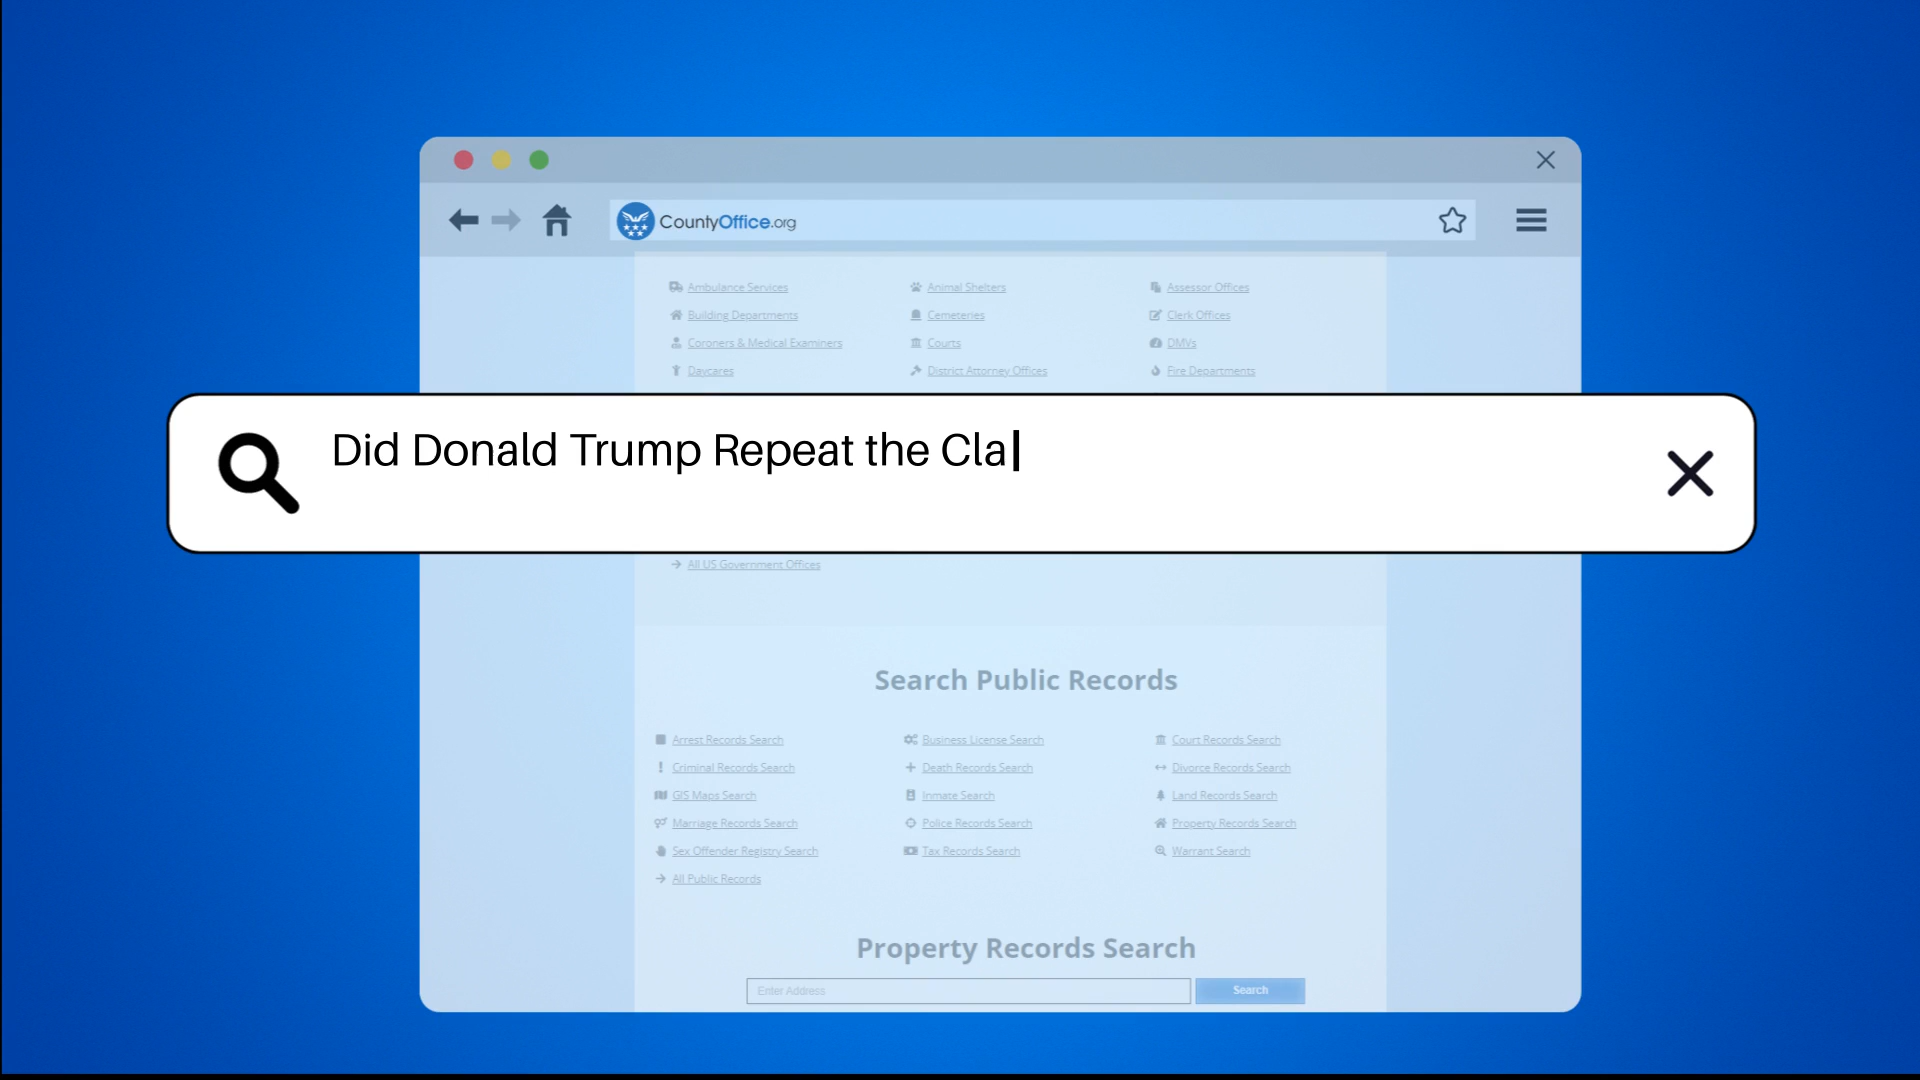 CountyOffice.org
Ambulance Services Animal Shelters Assessor Offices
Building Departments Cemeteries Clerk Offices
Coroners & Medical Examiners Courts DMVs
Daycares District Attorney Offices Fire Departments
Did Donald Trump Repeat the Cla
All US Government Offices
Search Public Records
Arrest Records Search Business License Search Court Records Search
Criminal Records Search Death Records Search Divorce Records Search
GIS Maps Search Inmate Search Land Records Search
Marriage Records Search Police Records Search Property Records Search
Sex Offender Registry Search Tax Records Search Warrant Search
All Public Records
Property Records Search
Enter Address Search